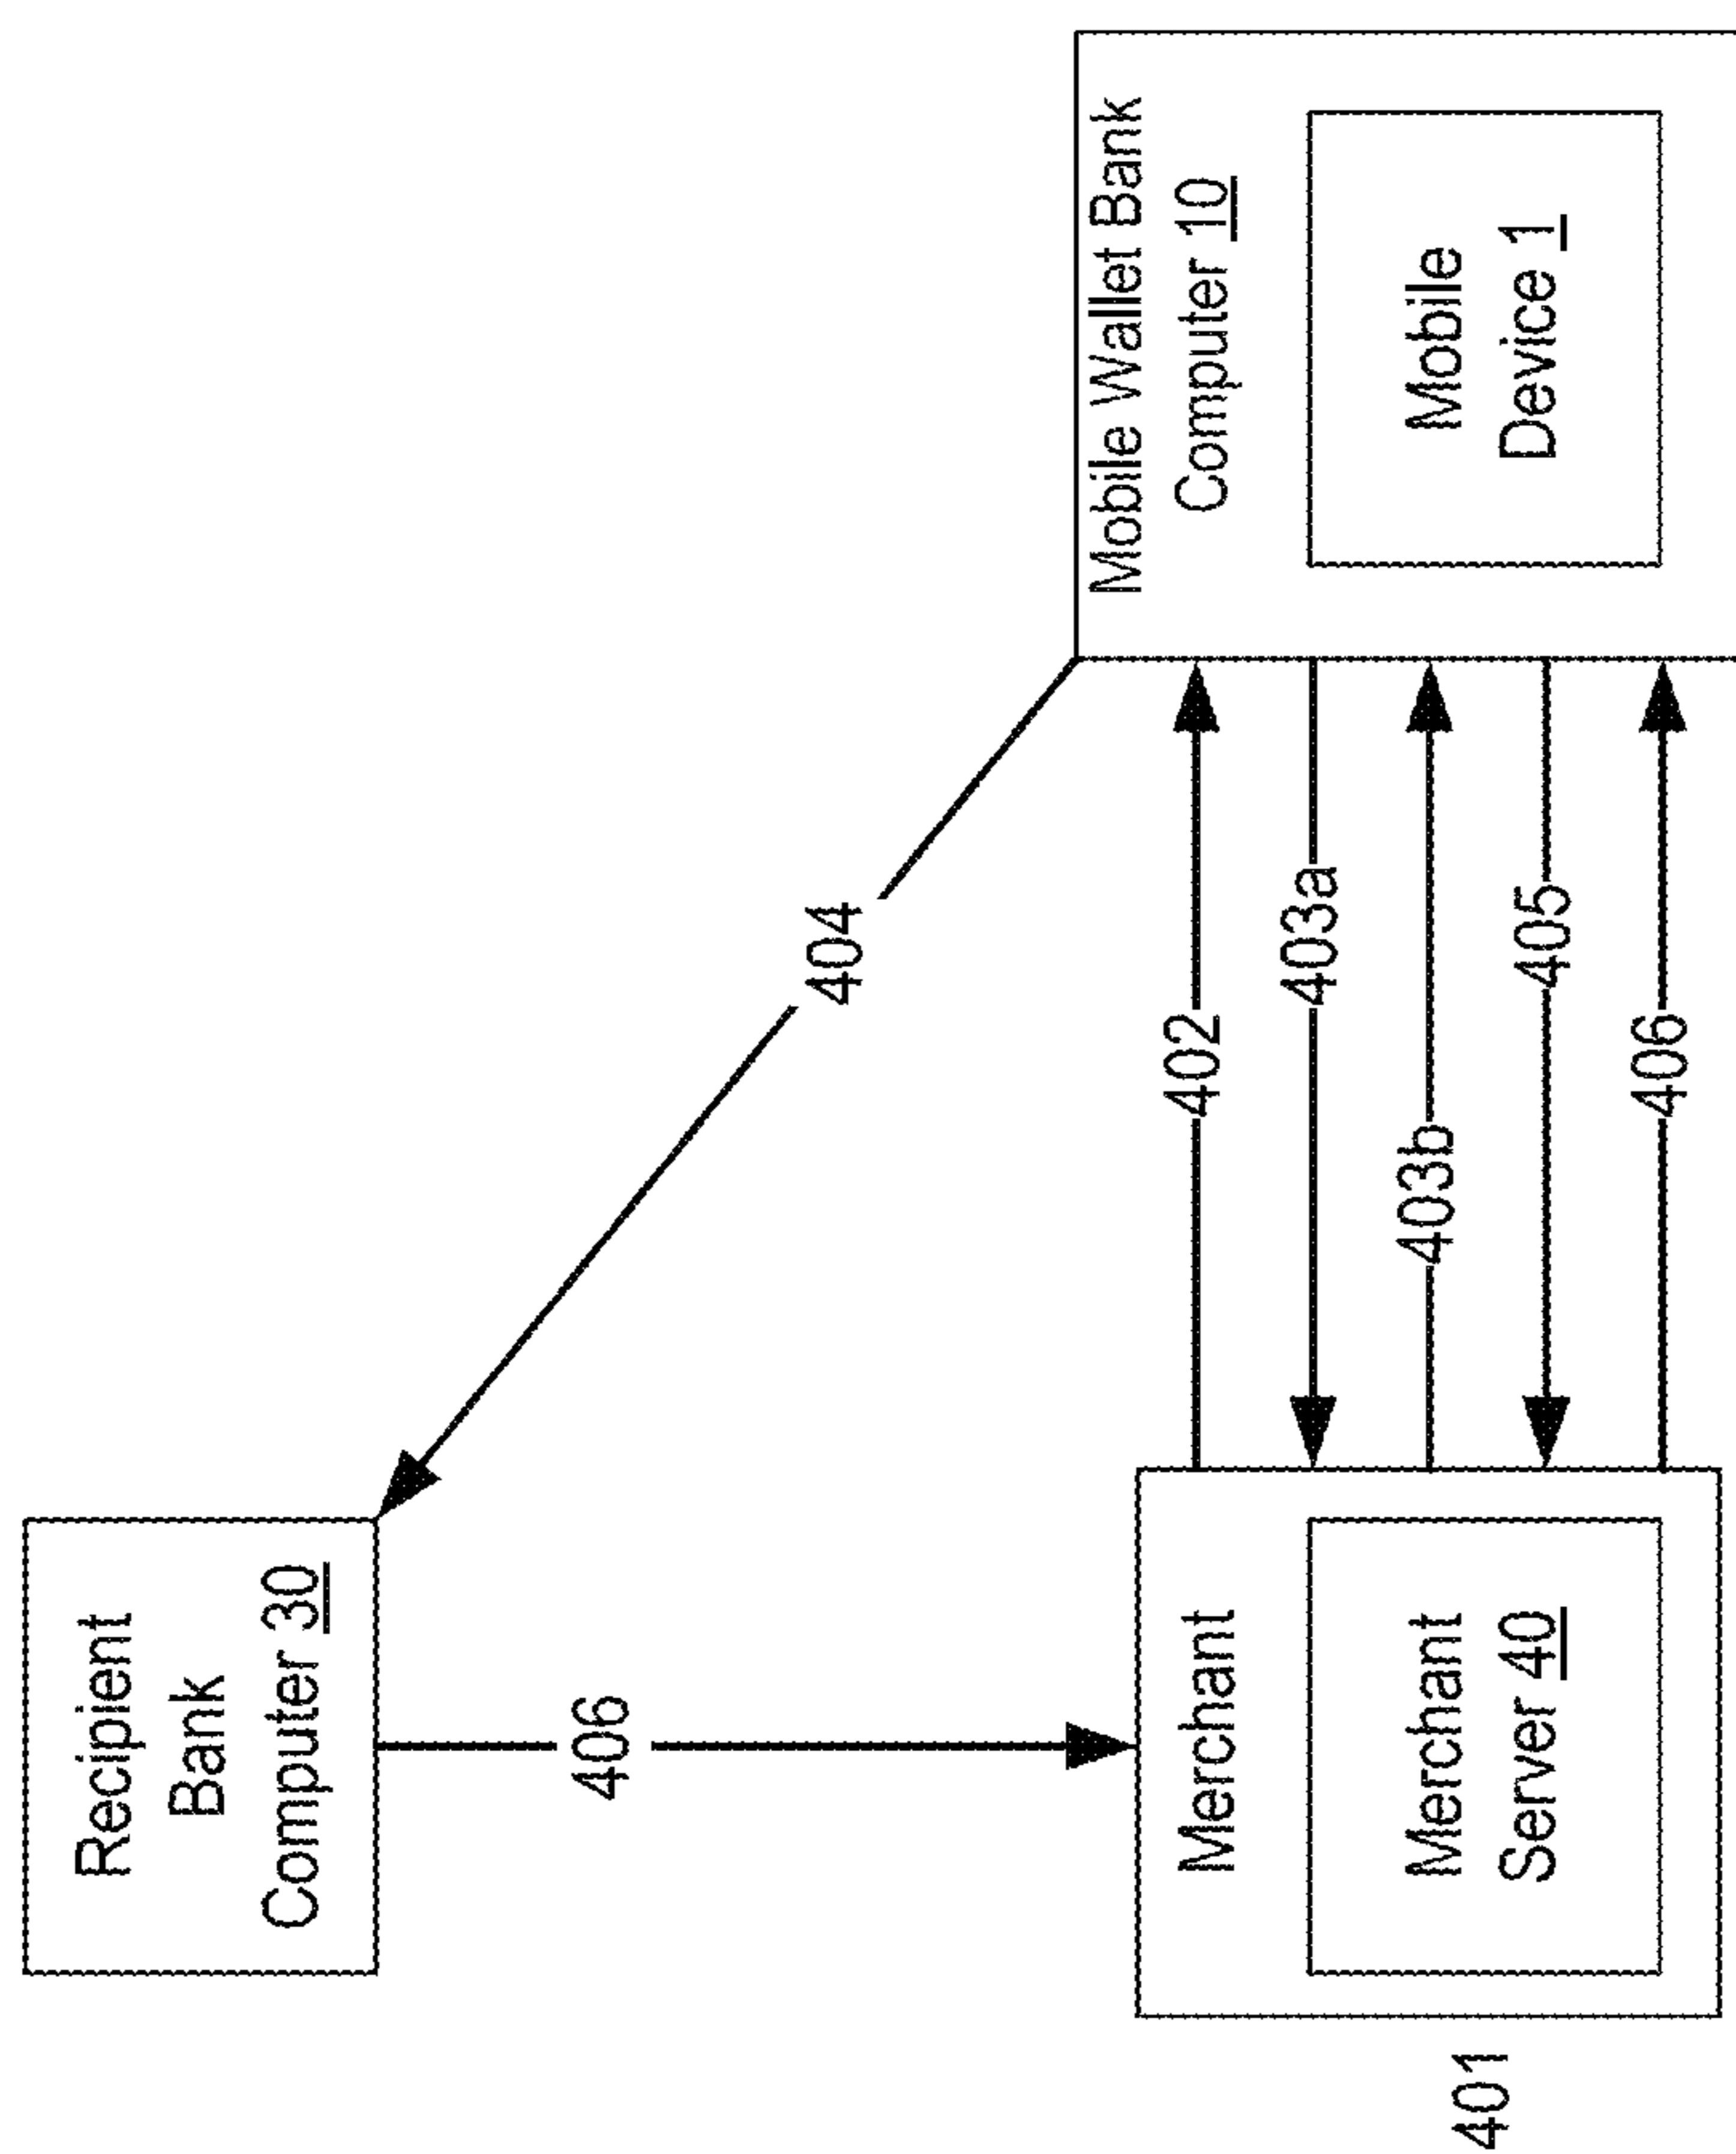 Recipient
Bank
Computer 30
404
406
Mobile Wallet Bank
Computer 10
Mobile
Device 1
Merchant
Merchant
Server 40
402
403a
403b
405
406
401